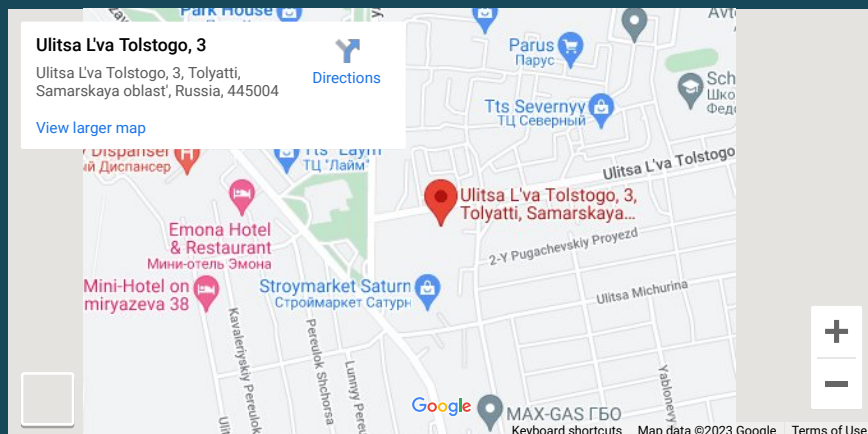 Park House
Ulitsa L'va Tolstogo, 3
Ulitsa L'va Tolstogo, 3, Tolyatti,
Samarskaya oblast', Russia, 445004
Directions
View larger map
Parus
Парус
Avto
Sch
Шко
Федо
Tts Severnyy
ТЦ Северный
Dispanser
ый Диспансер
Tts "Laym"
ТЦ "Лайм"
Ulitsa L'va Tolstogo
Ulitsa L'va Tolstogo, 3,
Tolyatti, Samarskaya...
Emona Hotel
& Restaurant
Мини-отель Эмона
2-Y Pugachevskiy Proyezd
Mini-Hotel on
miryazeva 38
Stroymarket Saturn
Строймаркет Сатурн
Ulitsa Michurina
Kavaleriyskiy Pereulok
Pereulok Shchorsa
Lunnyy Pereulok
Yablonevy
Google
MAX-GAS ГБО
Keyboard shortcuts
Map data ©2023 Google
Terms of Use